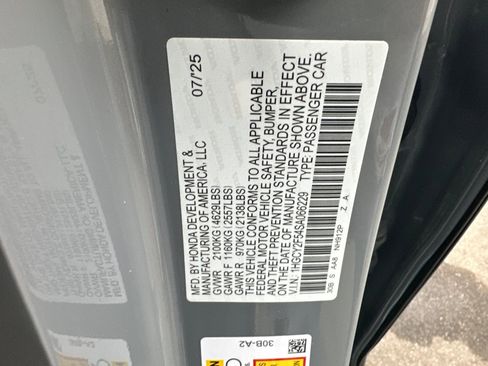 07/'25
MFD. BY HONDA DEVELOPMENT &
MANUFACTURING OF AMERICA, LLC
GVWR 2100KG(4629LBS)
GAWR F 1160KG(2557LBS)
GAWR R 970KG(2138LBS)
THIS VEHICLE CONFORMS TO ALL APPLICABLE
FEDERAL MOTOR VEHICLE SAFETY, BUMPER,
AND THEFT PREVENTION STANDARDS IN EFFECT
ON THE DATE OF MANUFACTURE SHOWN ABOVE.
V.I.N. : 1HGCY2F54SA066229 TYPE:PASSENGER CAR
30B S AA8 NH912P Z A
30B-A2